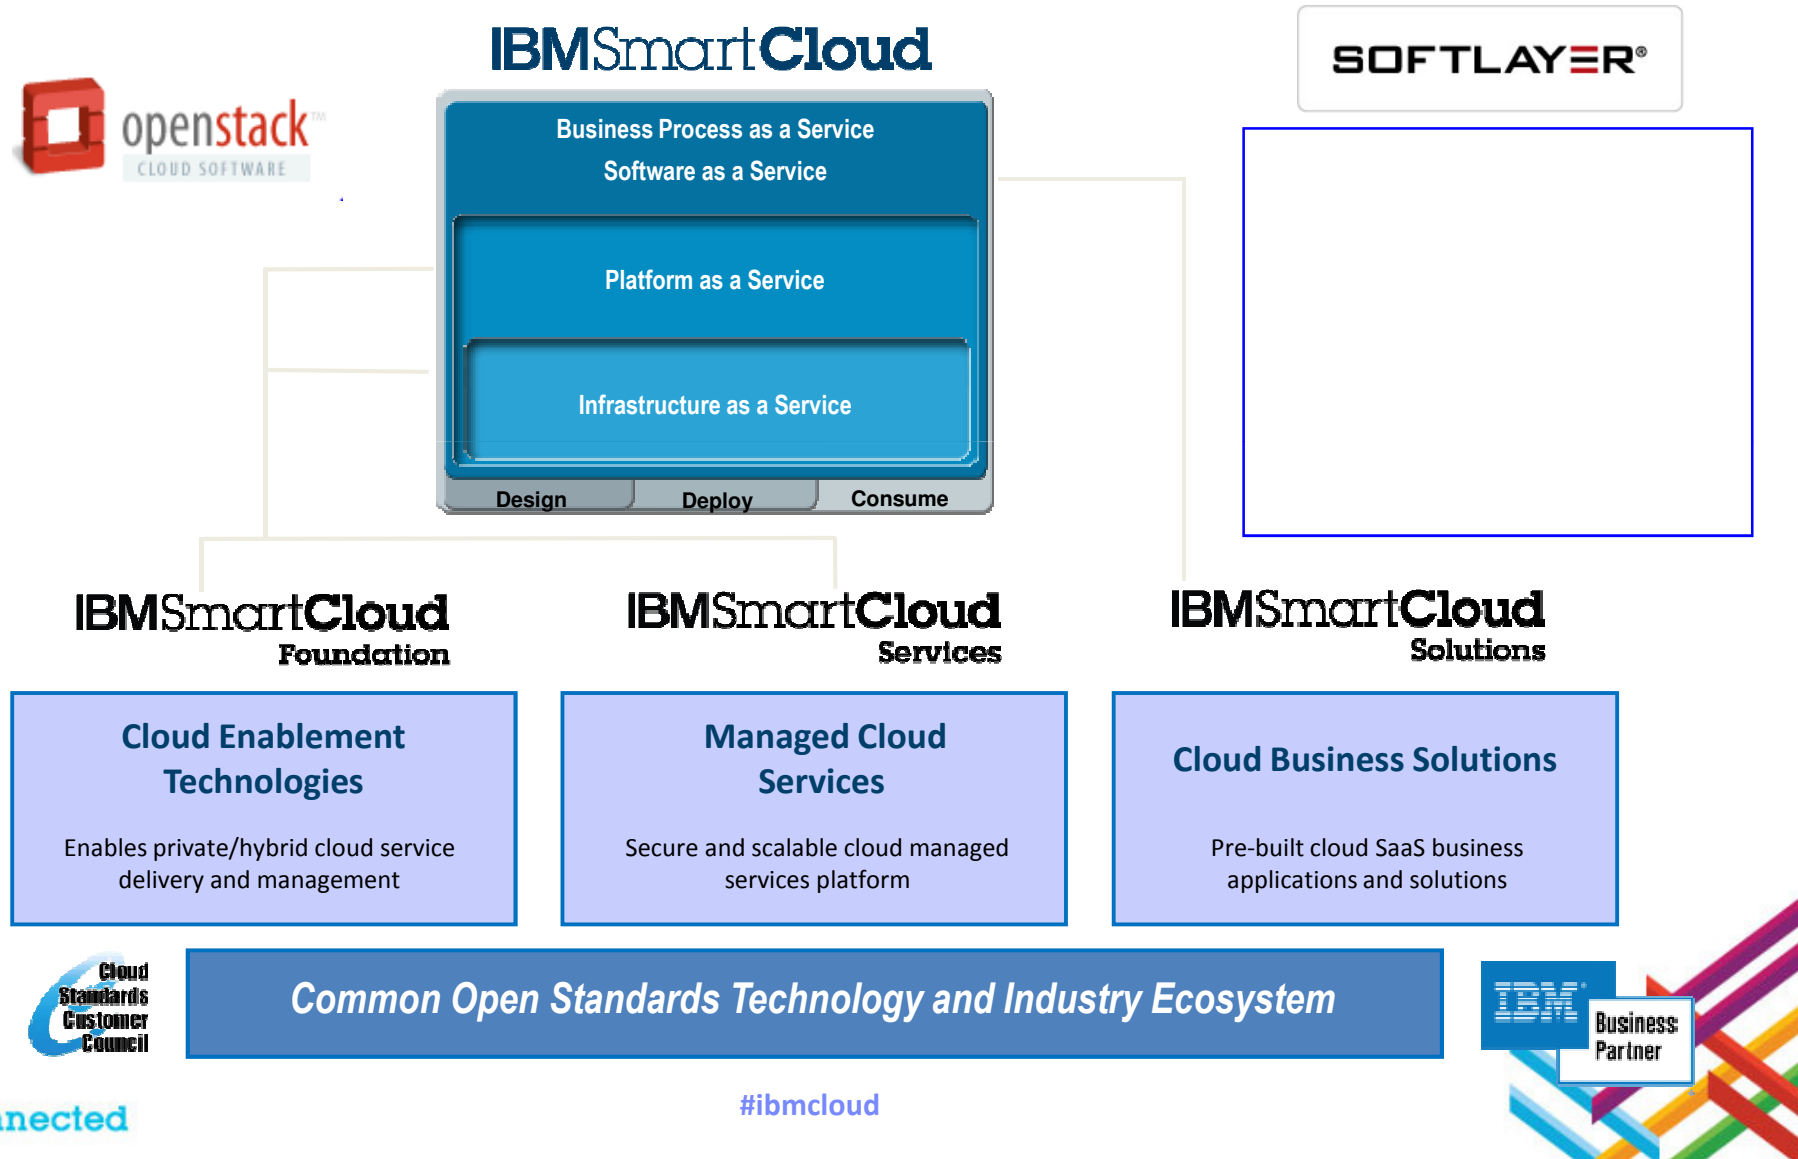 IBMSmartCloud
SOFTLAYER®
openstack™
CLOUD SOFTWARE
Business Process as a Service
Software as a Service
Platform as a Service
Infrastructure as a Service
Design
Deploy
Consume
IBMSmartCloud
Foundation
IBMSmartCloud
Services
IBMSmartCloud
Solutions
Cloud Enablement
Technologies
Enables private/hybrid cloud service
delivery and management
Managed Cloud
Services
Secure and scalable cloud managed
services platform
Cloud Business Solutions
Pre-built cloud SaaS business
applications and solutions
Cloud
Standards
Customer
Council
Common Open Standards Technology and Industry Ecosystem
IBM®
Business
Partner
#ibmcloud
nnected